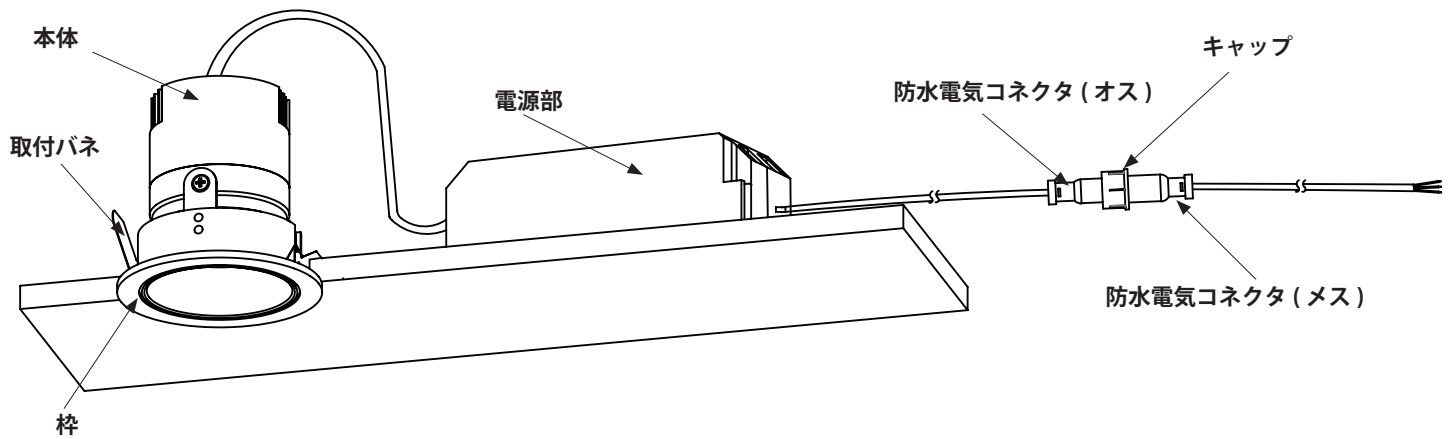 本体
キャップ
防水電気コネクタ ( オス )
電源部
取付バネ
防水電気コネクタ ( メス )
枠